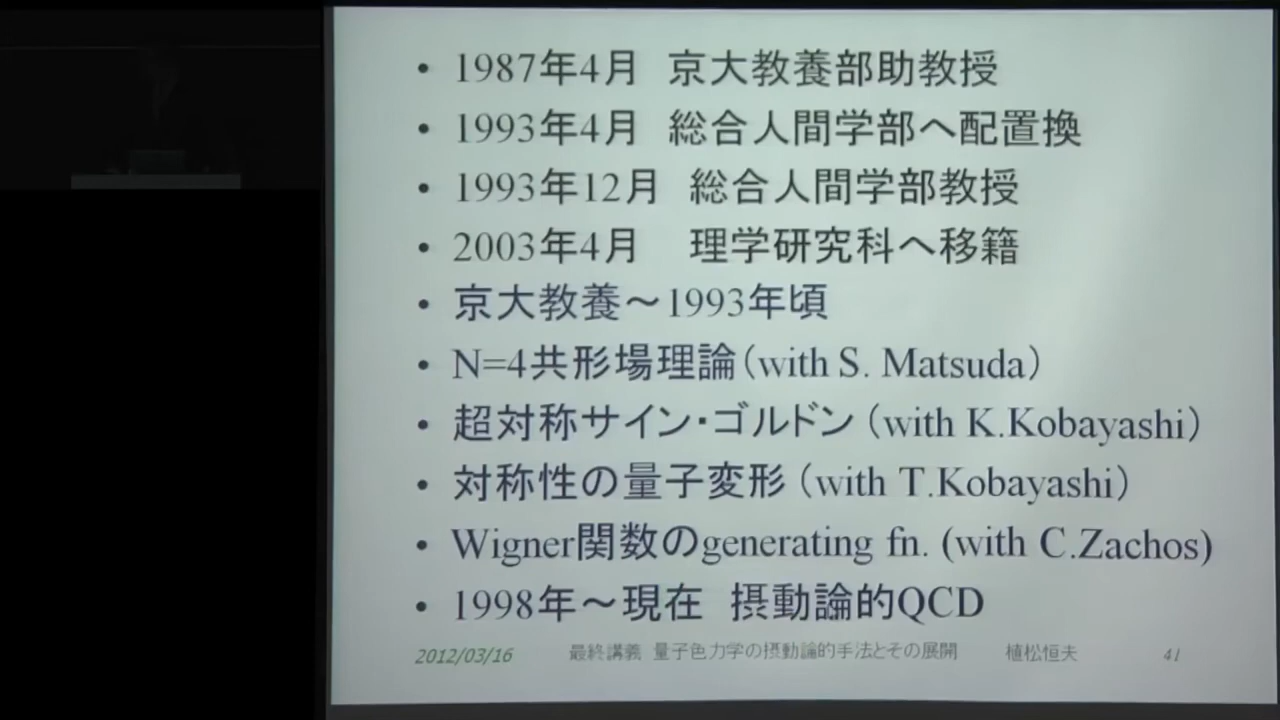 • 1987年4月　京大教養部助教授
• 1993年4月　総合人間学部へ配置換
• 1993年12月　総合人間学部教授
• 2003年4月　理学研究科へ移籍
• 京大教養～1993年頃
• N=4共形場理論（with S. Matsuda）
• 超対称サイン・ゴルドン（with K.Kobayashi）
• 対称性の量子変形（with T.Kobayashi）
• Wigner関数のgenerating fn. (with C.Zachos)
• 1998年～現在　摂動論的QCD
2012/03/16　最終講義 量子色力学の摂動論的手法とその展開　植松恒夫　41